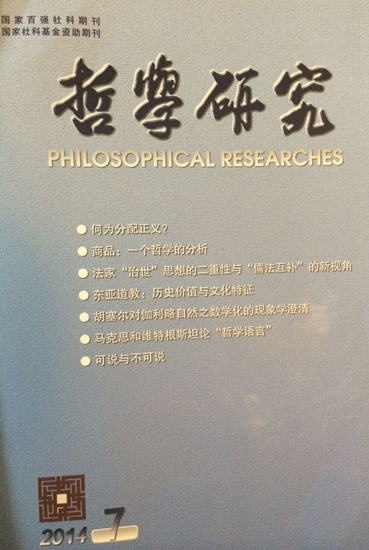 国家百强社科期刊
国家社科基金资助期刊
哲學研究
PHILOSOPHICAL RESEARCHES
●何为分配正义？
●商品：一个哲学的分析
●法家“治世”思想的二重性与“儒法互补”的新视角
●东亚道教：历史价值与文化特征
●胡塞尔对伽利略自然之数学化的现象学澄清
●马克思和维特根斯坦论“哲学语言”
●可说与不可说
2014 7